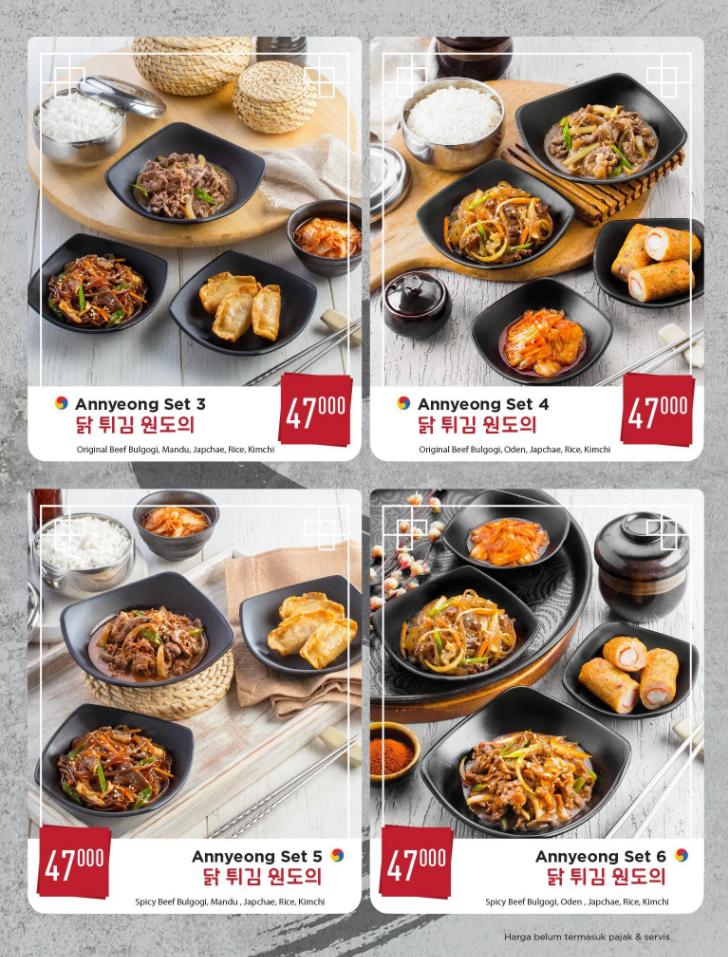 Annyeong Set 3
닭 튀김 원도의
Original Beef Bulgogi, Mandu, Japchae, Rice, Kimchi
47000
Annyeong Set 4
닭 튀김 원도의
Original Beef Bulgogi, Oden, Japchae, Rice, Kimchi
47000
47000
Annyeong Set 5
닭 튀김 원도의
Spicy Beef Bulgogi, Mandu , Japchae, Rice, Kimchi
47000
Annyeong Set 6
닭 튀김 원도의
Spicy Beef Bulgogi, Oden , Japchae, Rice, Kimchi
Harga belum termasuk pajak & servis